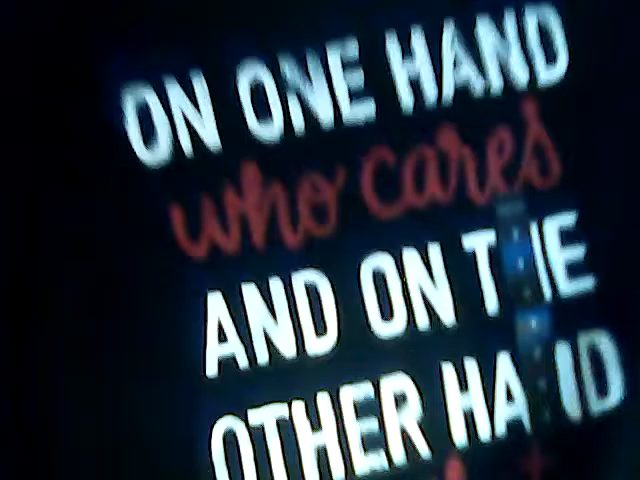 ON ONE HAND
who cares
AND ON THE
OTHER HAND